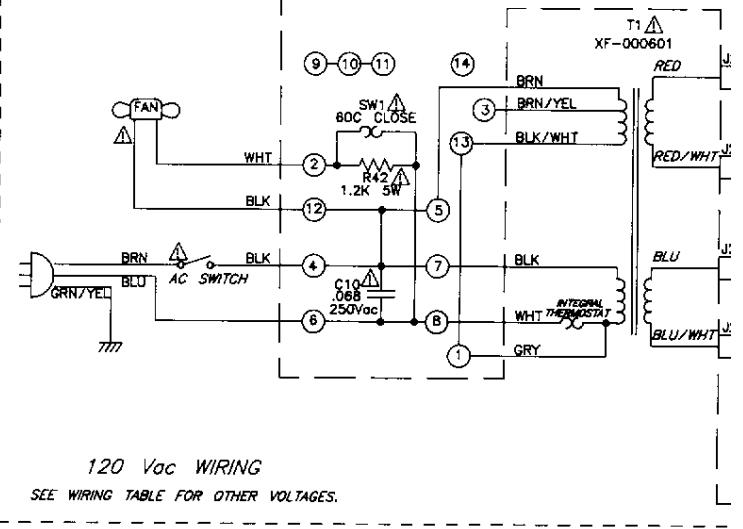 T1
XF-000601
J
RED
9 10 11
14
BRN
FAN
SW1
60C CLOSE
3
BRN/YEL
13
BLK/WHT
WHT
2
RED/WHT
J
R42
1.2K 5W
BLK
12
5
BRN
BLK
4
7
BLK
BLU
J
AC SWITCH
BLU
GRN/YEL
C10
.068
250Vac
INTEGRAL
THERMOSTAT
6
8
WHT
BLU/WHT
J
1
GRY
120 Vac WIRING
SEE WIRING TABLE FOR OTHER VOLTAGES.